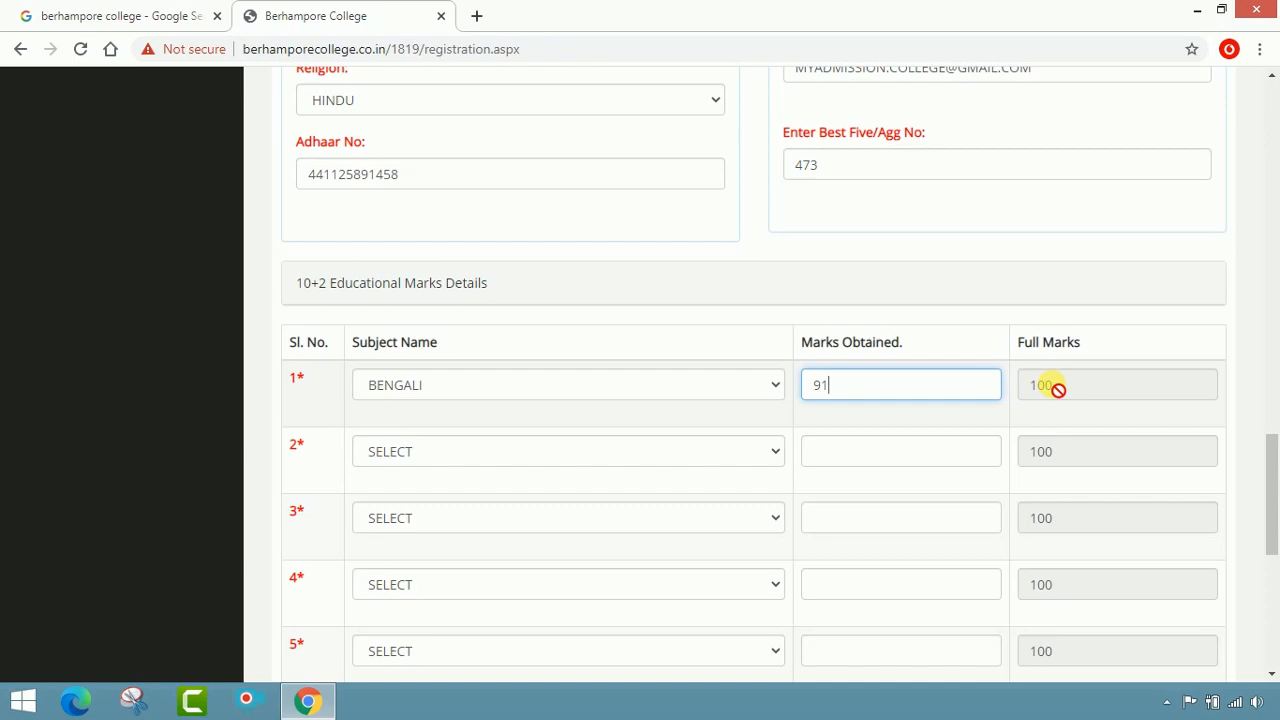 berhampore college - Google Se
Berhampore College
Not secure
berhamporecollege.co.in/1819/registration.aspx
Religion:
MYADMISSION.COLLEGE@GMAIL.COM
HINDU
Adhaar No:
Enter Best Five/Agg No:
441125891458
473
10+2 Educational Marks Details
Sl. No. Subject Name Marks Obtained. Full Marks
1* BENGALI 91 100
2* SELECT 100
3* SELECT 100
4* SELECT 100
5* SELECT 100